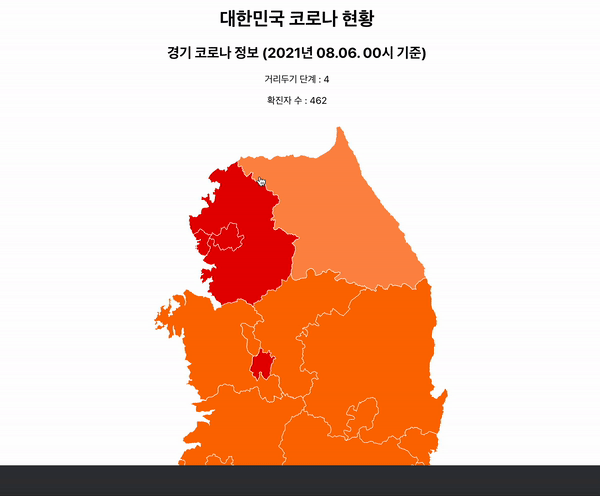 대한민국 코로나 현황
경기 코로나 정보 (2021년 08.06. 00시 기준)
거리두기 단계 : 4
확진자 수 : 462